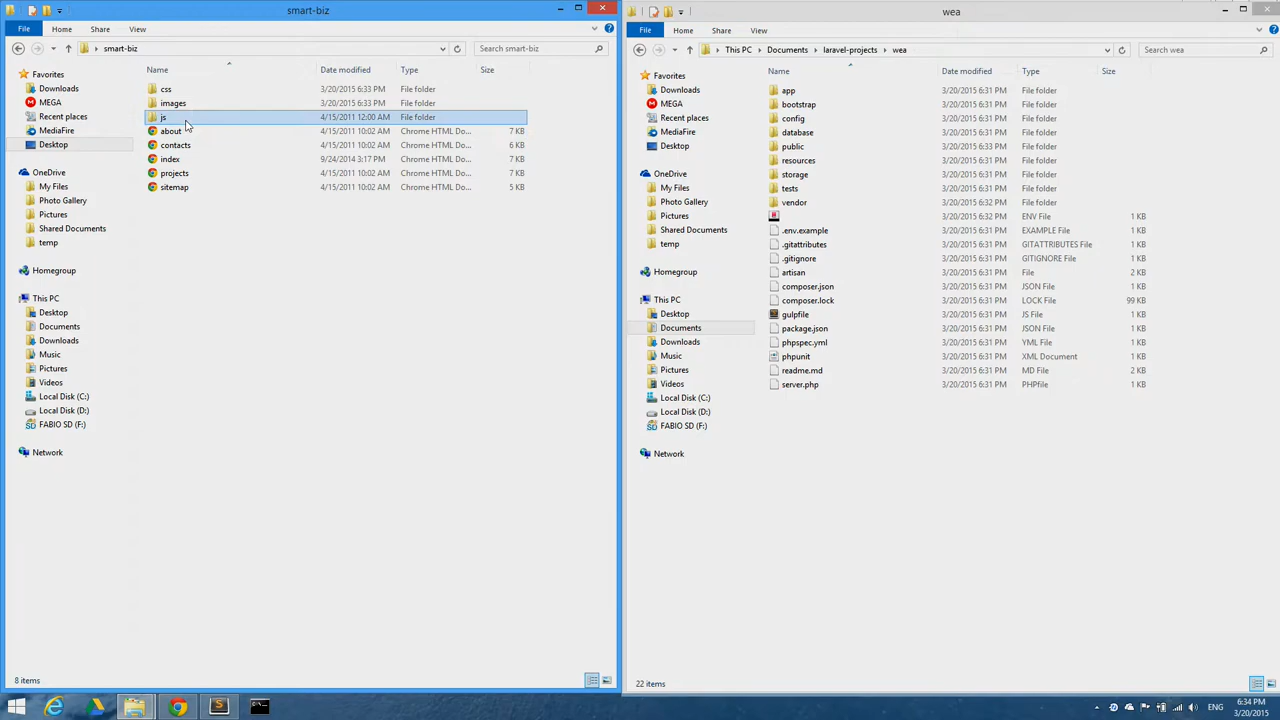 smart-biz
File Home Share View
smart-biz
Search smart-biz
Favorites
Downloads
MEGA
Recent places
MediaFire
Desktop
OneDrive
My Files
Photo Gallery
Pictures
Shared Documents
temp
Homegroup
This PC
Desktop
Documents
Downloads
Music
Pictures
Videos
Local Disk (C:)
Local Disk (D:)
FABIO SD (F:)
Network
Name Date modified Type Size
css 3/20/2015 6:33 PM File folder
images 3/20/2015 6:33 PM File folder
js 4/15/2011 12:00 AM File folder
about 4/15/2011 10:02 AM Chrome HTML Do... 7 KB
contacts 4/15/2011 10:02 AM Chrome HTML Do... 6 KB
index 9/24/2014 3:17 PM Chrome HTML Do... 7 KB
projects 4/15/2011 10:02 AM Chrome HTML Do... 7 KB
sitemap 4/15/2011 10:02 AM Chrome HTML Do... 5 KB
8 items
wea
File Home Share View
This PC Documents laravel-projects wea
Search wea
Favorites
Downloads
MEGA
Recent places
MediaFire
Desktop
OneDrive
My Files
Photo Gallery
Pictures
Shared Documents
temp
Homegroup
This PC
Desktop
Documents
Downloads
Music
Pictures
Videos
Local Disk (C:)
Local Disk (D:)
FABIO SD (F:)
Network
Name Date modified Type Size
app 3/20/2015 6:31 PM File folder
bootstrap 3/20/2015 6:31 PM File folder
config 3/20/2015 6:31 PM File folder
database 3/20/2015 6:31 PM File folder
public 3/20/2015 6:31 PM File folder
resources 3/20/2015 6:31 PM File folder
storage 3/20/2015 6:31 PM File folder
tests 3/20/2015 6:31 PM File folder
vendor 3/20/2015 6:32 PM File folder
3/20/2015 6:32 PM ENV File 1 KB
.env.example 3/20/2015 6:31 PM EXAMPLE File 1 KB
.gitattributes 3/20/2015 6:31 PM GITATTRIBUTES File 1 KB
.gitignore 3/20/2015 6:31 PM GITIGNORE File 1 KB
artisan 3/20/2015 6:31 PM File 2 KB
composer.json 3/20/2015 6:31 PM JSON File 1 KB
composer.lock 3/20/2015 6:31 PM LOCK File 99 KB
gulpfile 3/20/2015 6:31 PM JS File 1 KB
package.json 3/20/2015 6:31 PM JSON File 1 KB
phpspec.yml 3/20/2015 6:31 PM YML File 1 KB
phpunit 3/20/2015 6:31 PM XML Document 1 KB
readme.md 3/20/2015 6:31 PM MD File 2 KB
server.php 3/20/2015 6:31 PM PHPfile 1 KB
22 items
ENG
6:34 PM
3/20/2015